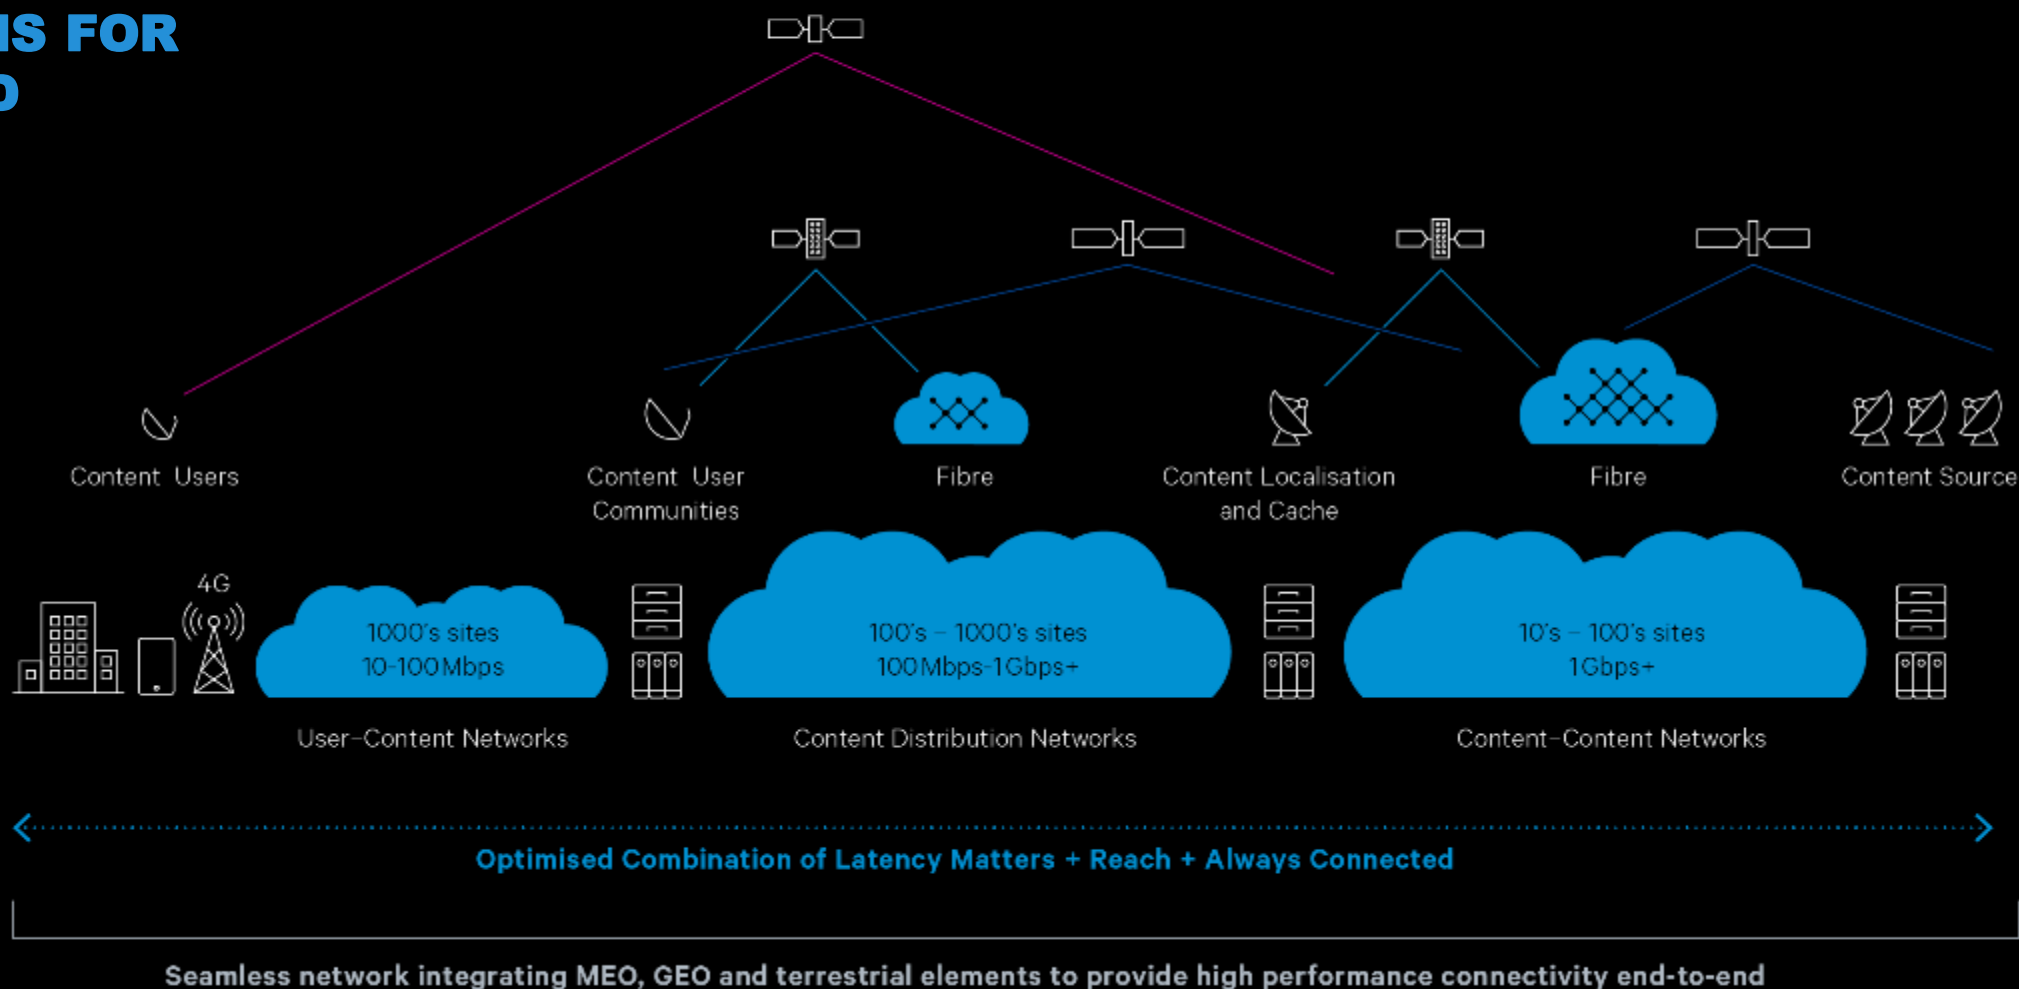 IS FOR
Content Users
Content User
Communities
Fibre
Content Localisation
and Cache
Fibre
Content Source
4G
1000's sites
10-100Mbps
100's – 1000's sites
100Mbps-1Gbps+
10's – 100's sites
1Gbps+
User–Content Networks
Content Distribution Networks
Content–Content Networks
Optimised Combination of Latency Matters + Reach + Always Connected
Seamless network integrating MEO, GEO and terrestrial elements to provide high performance connectivity end-to-end